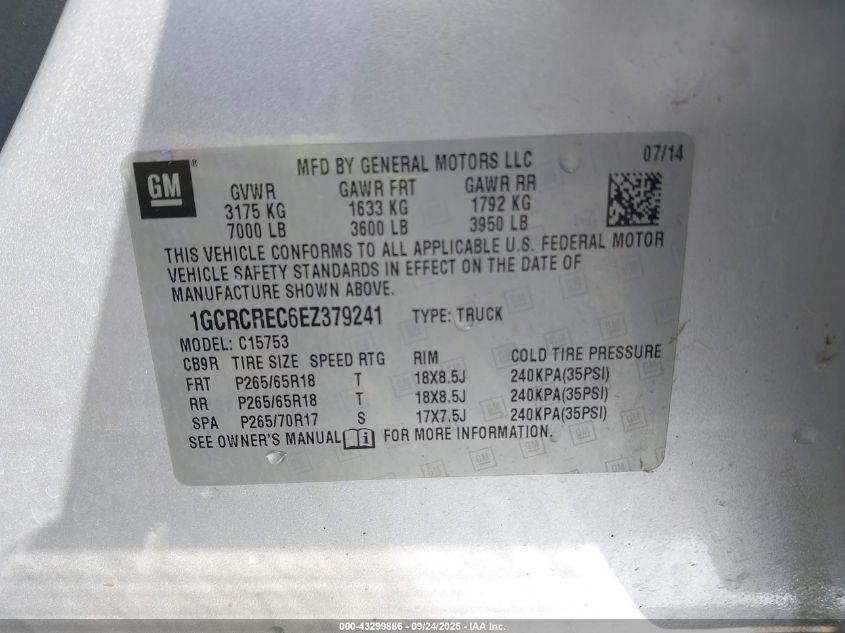 GM®
MFD BY GENERAL MOTORS LLC 07/14
GVWR GAWR FRT GAWR RR
3175 KG 1633 KG 1792 KG
7000 LB 3600 LB 3950 LB
THIS VEHICLE CONFORMS TO ALL APPLICABLE U.S. FEDERAL MOTOR
VEHICLE SAFETY STANDARDS IN EFFECT ON THE DATE OF
MANUFACTURE SHOWN ABOVE.
1GCRCREC6EZ379241 TYPE: TRUCK
MODEL: C15753
CB9R TIRE SIZE SPEED RTG RIM COLD TIRE PRESSURE
FRT P265/65R18 T 18X8.5J 240KPA(35PSI)
RR P265/65R18 T 18X8.5J 240KPA(35PSI)
SPA P265/70R17 S 17X7.5J 240KPA(35PSI)
SEE OWNER'S MANUAL i FOR MORE INFORMATION.
000-43299886 - 09/24/2025 - IAA Inc.